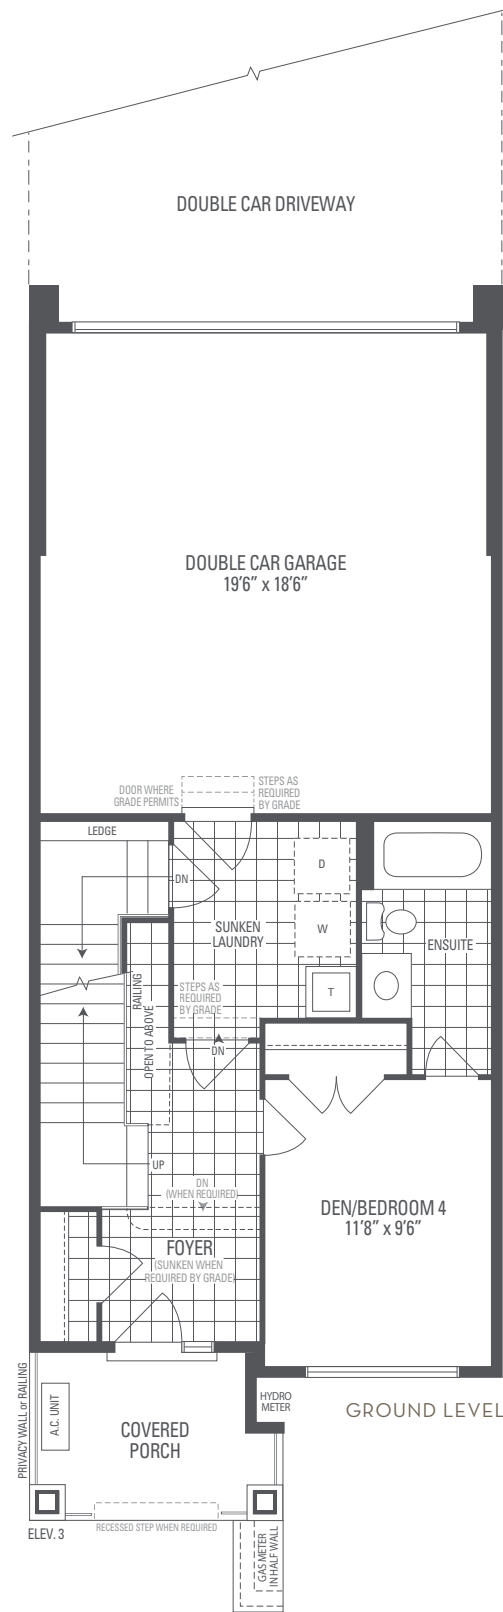 DOUBLE CAR DRIVEWAY
DOUBLE CAR GARAGE
19'6" x 18'6"
DOOR WHERE
GRADE PERMITS
STEPS AS
REQUIRED
BY GRADE
LEDGE
DN
D
W
SUNKEN
LAUNDRY
ENSUITE
T
STEPS AS
REQUIRED
BY GRADE
RAILING
OPEN TO ABOVE
DN
UP
DN
(WHEN REQUIRED)
DEN/BEDROOM 4
11'8" x 9'6"
FOYER
(SUNKEN WHEN
REQUIRED BY GRADE)
PRIVACY WALL or RAILING
A.C. UNIT
COVERED
PORCH
HYDRO
METER
GROUND LEVEL
ELEV. 3
RECESSED STEP WHEN REQUIRED
GAS METER
IN HALF WALL